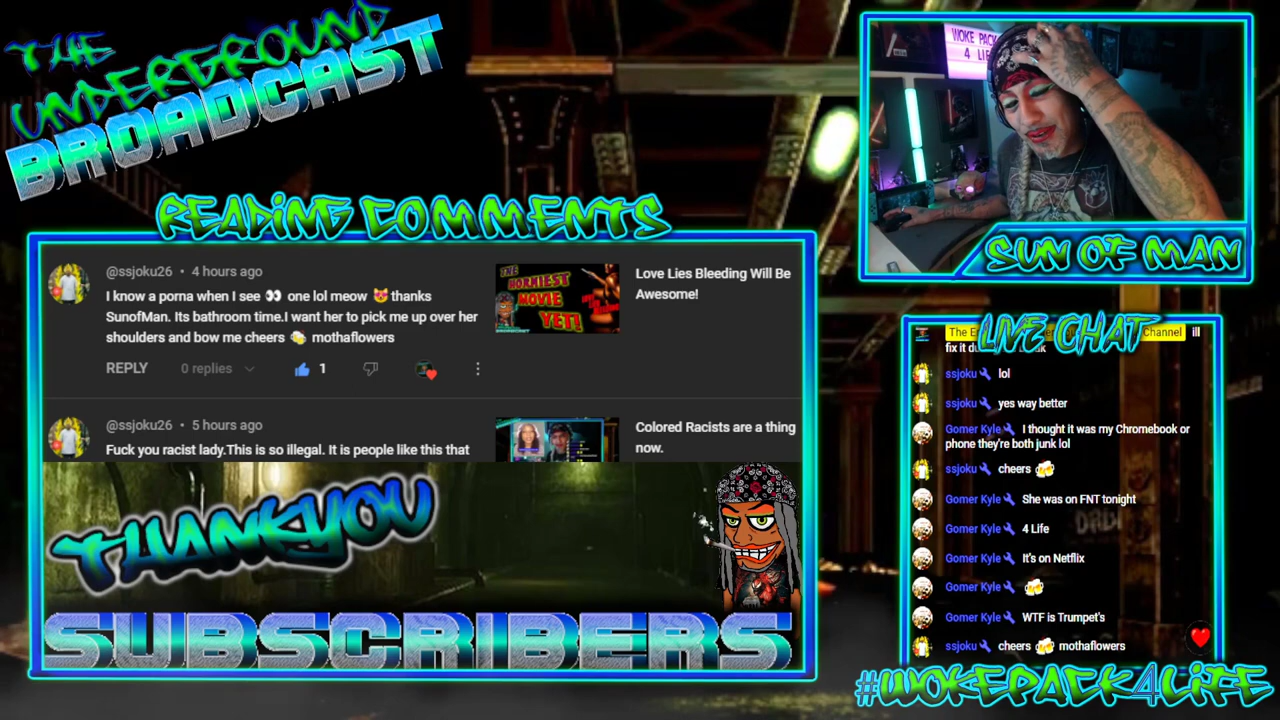 THE
UNDERGROUND
BROADCAST
WOKE PACK
4 LIFE
SUN OF MAN
READING COMMENTS
@ssjoku26 • 4 hours ago
I know a porna when I see 👀 one lol meow 😻 thanks
SunofMan. Its bathroom time.I want her to pick me up over her
shoulders and bow me cheers 🍻 mothaflowers
REPLY 0 replies 1
THE
HORNIEST
MOVIE
YET!
Love Lies Bleeding Will Be
Awesome!
@ssjoku26 • 5 hours ago
Fuck you racist lady.This is so illegal. It is people like this that
Colored Racists are a thing
now.
THANKYOU
SUBSCRIBERS
LIVE CHAT
Channel ill
ssjoku lol
ssjoku yes way better
Gomer Kyle I thought it was my Chromebook or
phone they're both junk lol
ssjoku cheers 🍻
Gomer Kyle She was on FNT tonight
Gomer Kyle 4 Life
Gomer Kyle It's on Netflix
Gomer Kyle 🍻
Gomer Kyle WTF is Trumpet's
ssjoku cheers 🍻 mothaflowers
#WOKEPACK4LIFE